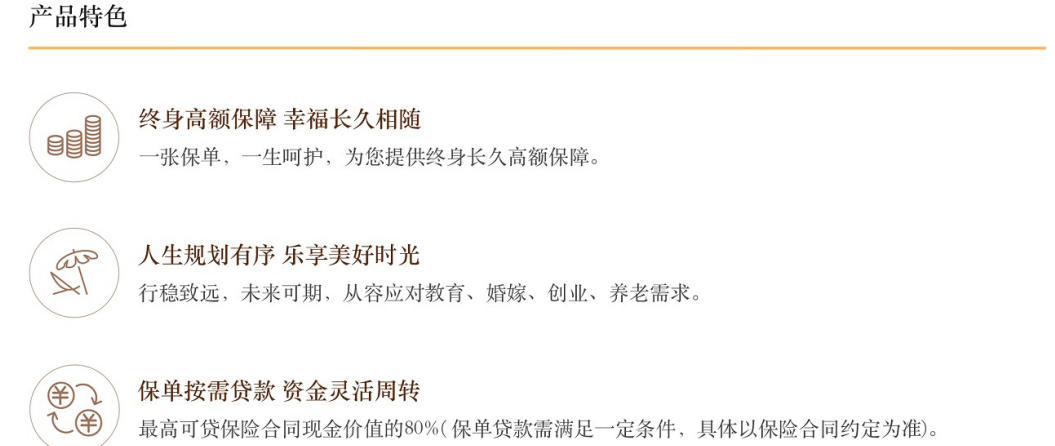 产品特色
终身高额保障 幸福长久相随
一张保单，一生呵护，为您提供终身长久高额保障。
人生规划有序 乐享美好时光
行稳致远，未来可期，从容应对教育、婚嫁、创业、养老需求。
保单按需贷款 资金灵活周转
最高可贷保险合同现金价值的80%(保单贷款需满足一定条件，具体以保险合同约定为准)。